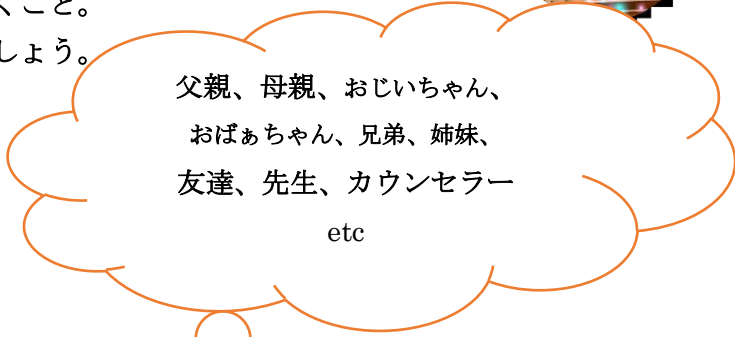 くこと。
しょう。
父親、母親、おじいちゃん、
おばぁちゃん、兄弟、姉妹、
友達、先生、カウンセラー
etc